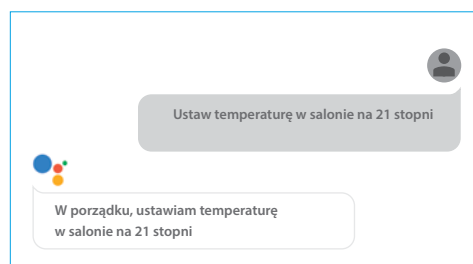 Ustaw temperaturę w salonie na 21 stopni
W porządku, ustawiam temperaturę
w salonie na 21 stopni